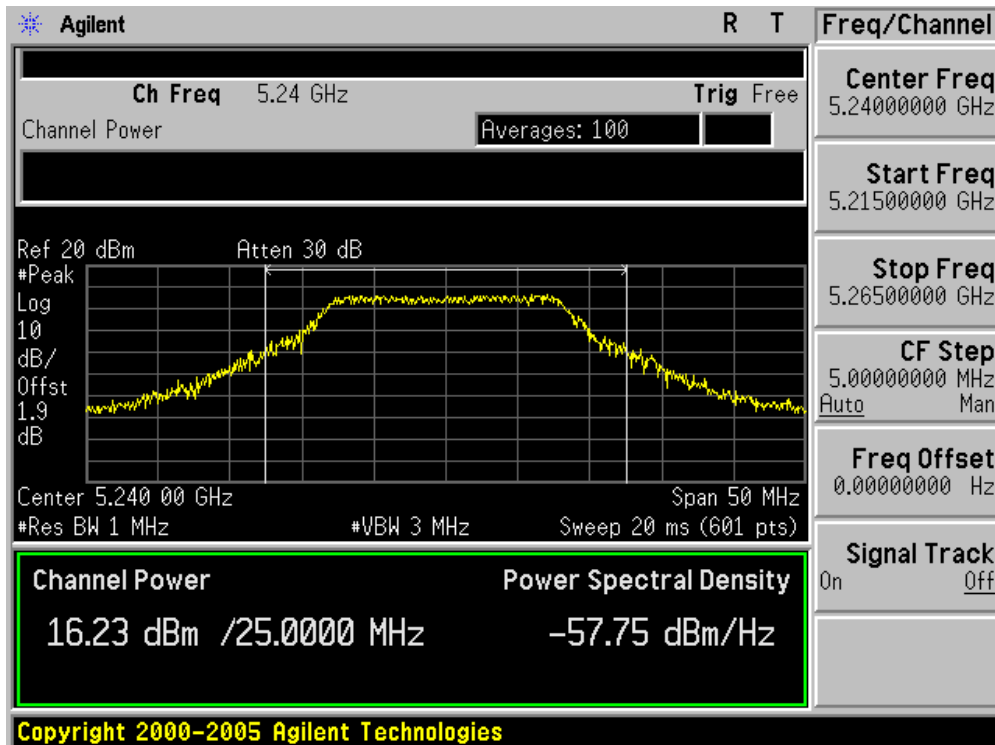 Agilent R T
Freq/Channel
Ch Freq 5.24 GHz Trig Free
Channel Power Averages: 100
Ref 20 dBm Atten 30 dB
#Peak
Log
10
dB/
Offst
1.9
dB
Center 5.240 00 GHz Span 50 MHz
#Res BW 1 MHz #VBW 3 MHz Sweep 20 ms (601 pts)
Channel Power Power Spectral Density
16.23 dBm /25.0000 MHz -57.75 dBm/Hz
Copyright 2000-2005 Agilent Technologies
Center Freq
5.24000000 GHz
Start Freq
5.21500000 GHz
Stop Freq
5.26500000 GHz
CF Step
5.00000000 MHz
Auto Man
Freq Offset
0.00000000 Hz
Signal Track
On Off